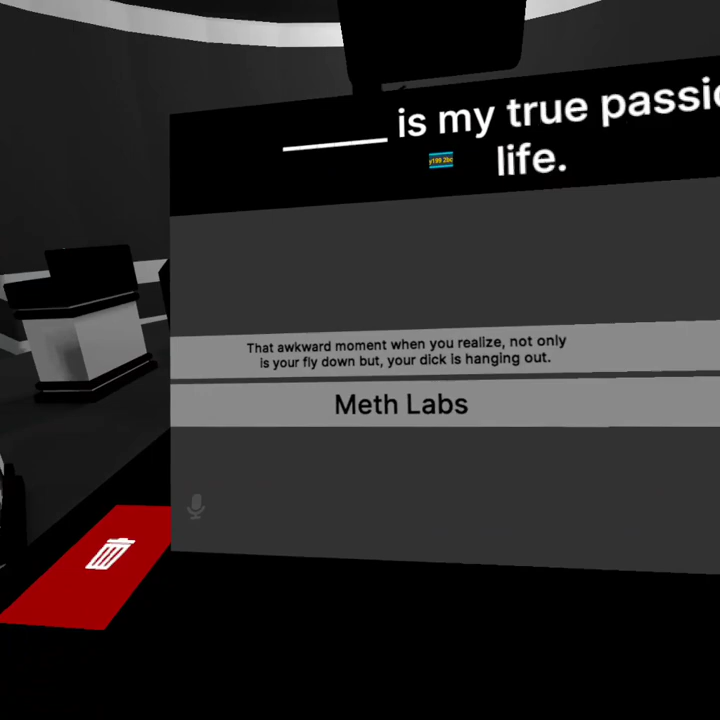 _____ is my true
life.
That awkward moment when you realize, not only
is your fly down but, your dick is hanging out.
Meth Labs